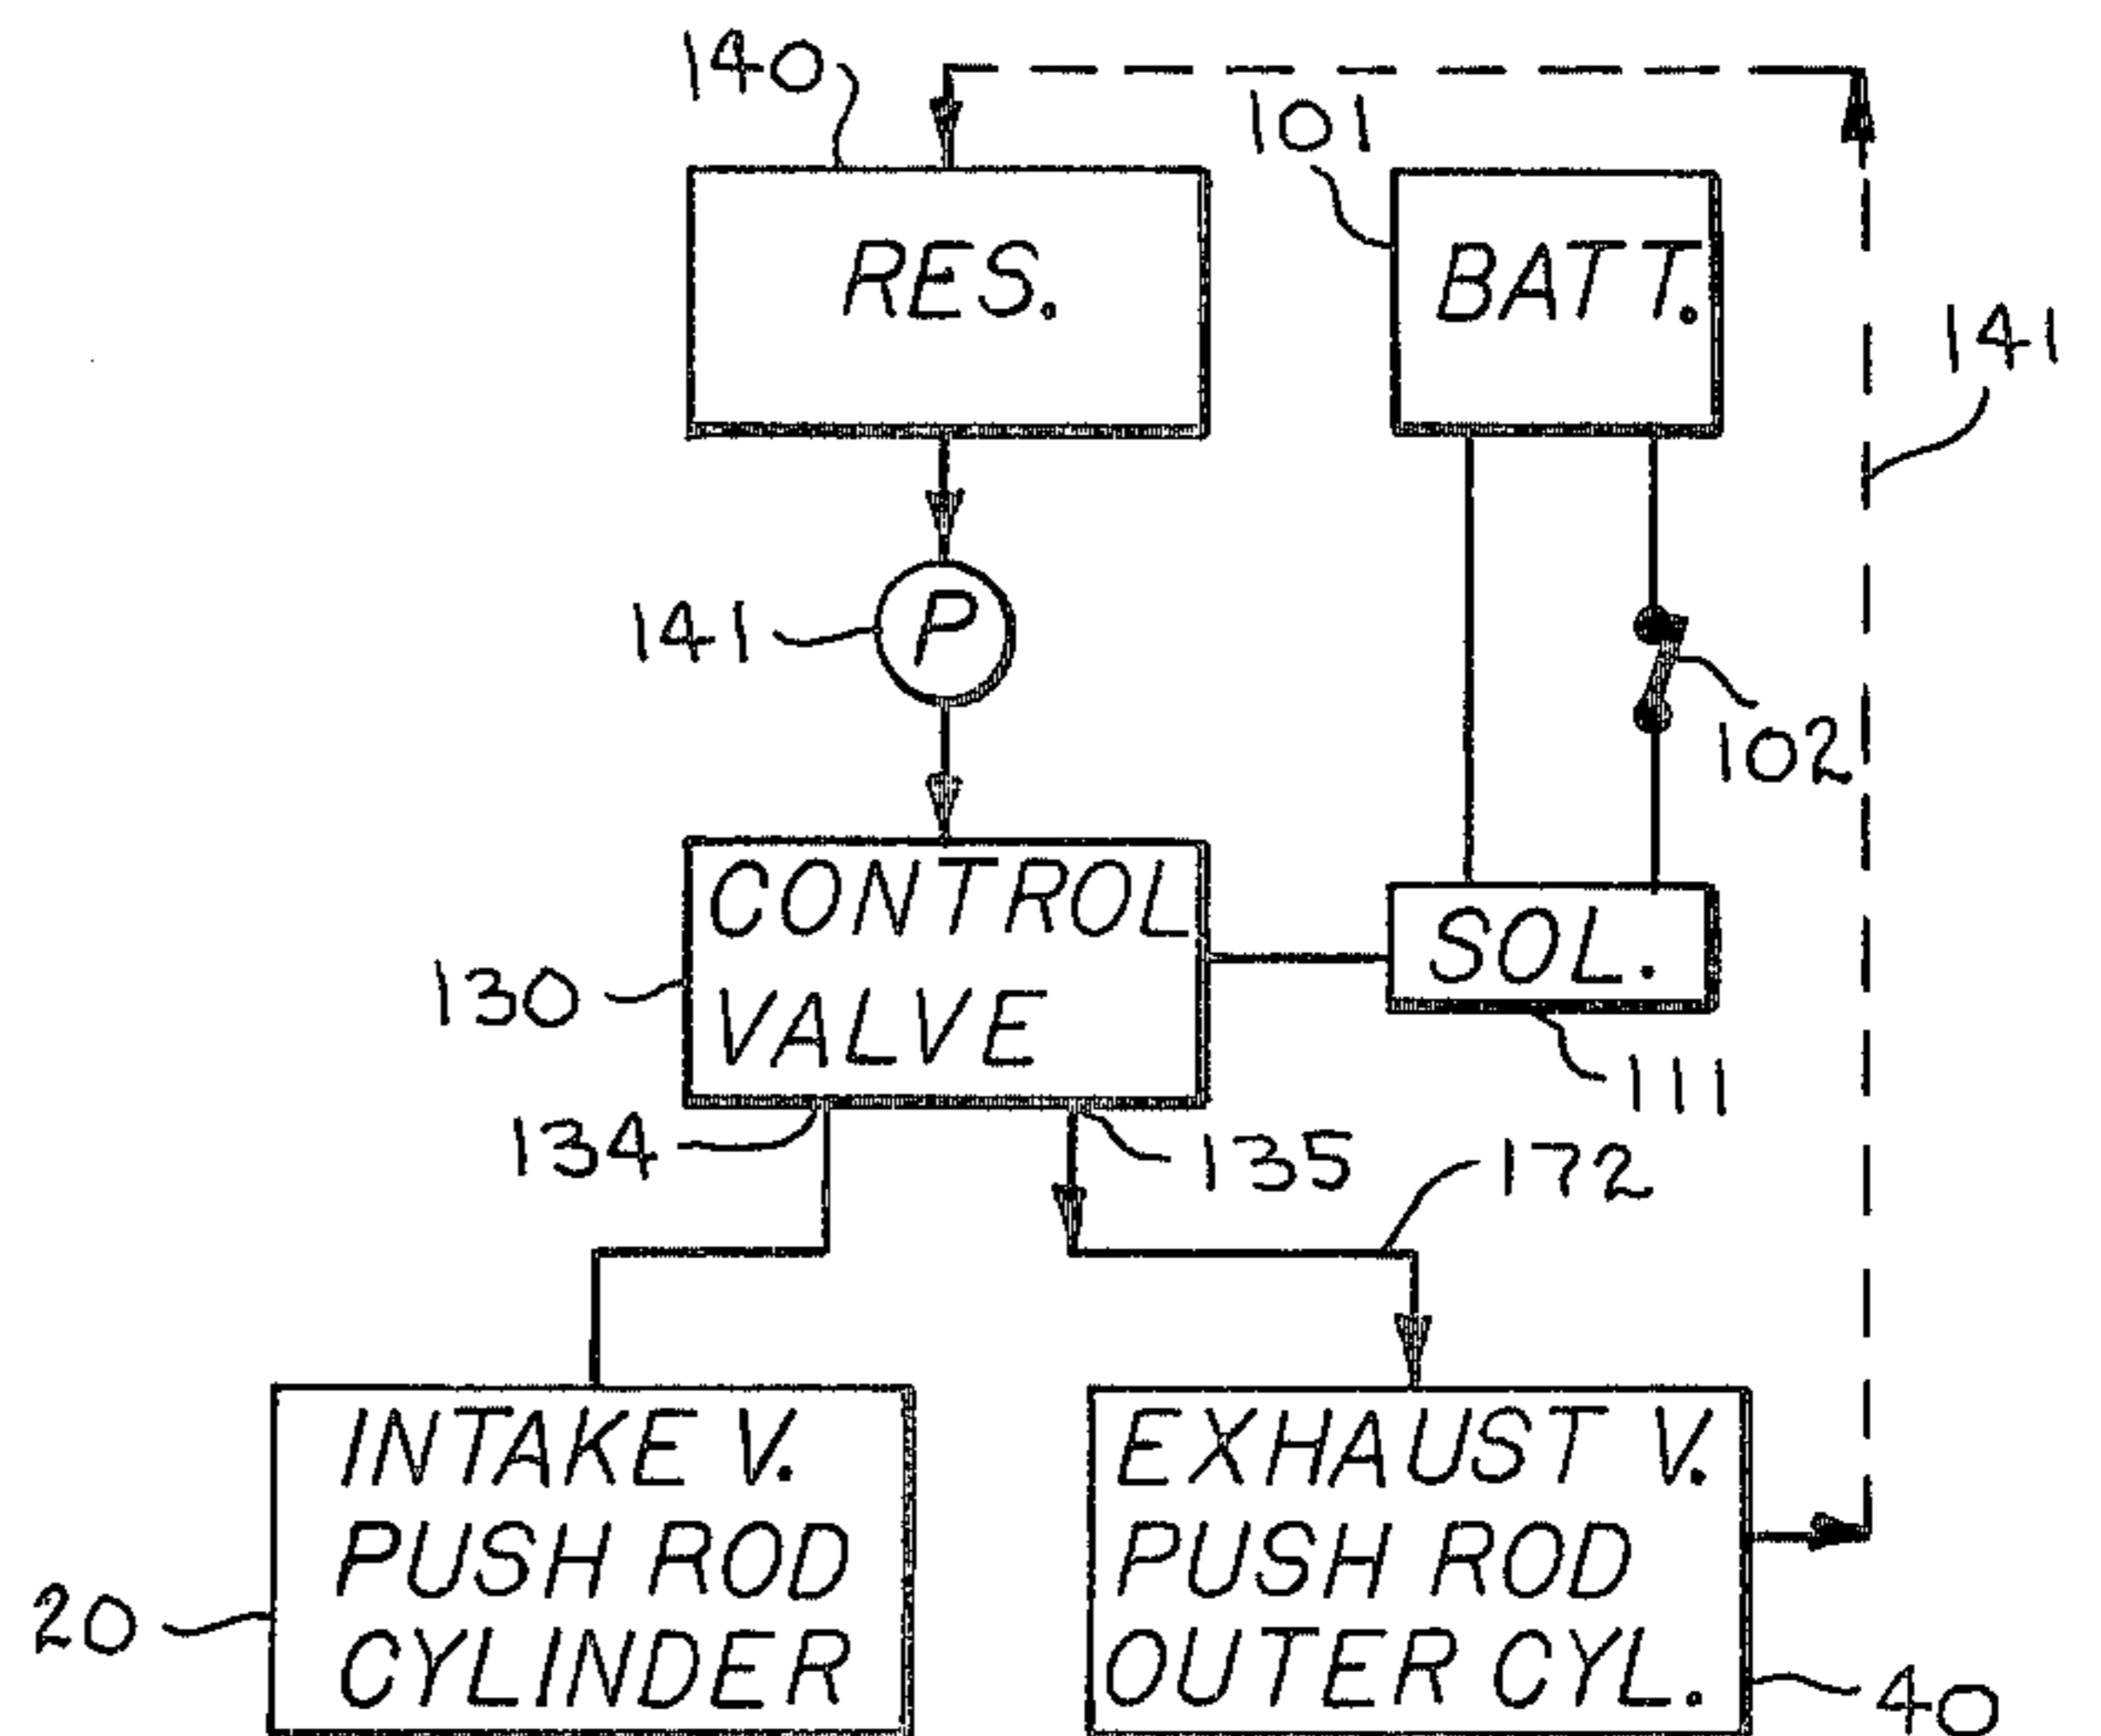 140
101
RES.
BATT.
141
141
P
102
CONTROL
VALVE
SOL.
130
111
134
135
172
INTAKE V.
PUSH ROD
CYLINDER
EXHAUST V.
PUSH ROD
OUTER CYL.
20
40